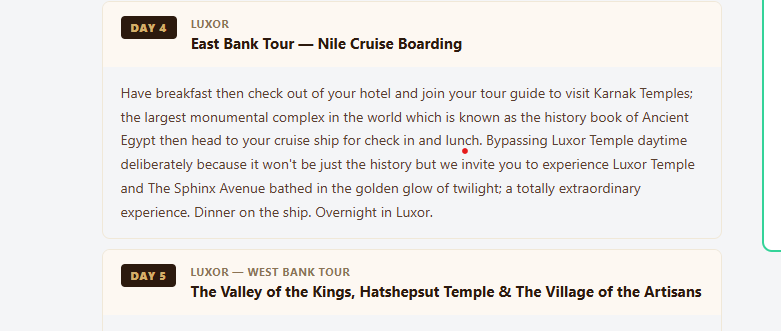 DAY 4
LUXOR
East Bank Tour — Nile Cruise Boarding
Have breakfast then check out of your hotel and join your tour guide to visit Karnak Temples;
the largest monumental complex in the world which is known as the history book of Ancient
Egypt then head to your cruise ship for check in and lunch. Bypassing Luxor Temple daytime
deliberately because it won't be just the history but we invite you to experience Luxor Temple
and The Sphinx Avenue bathed in the golden glow of twilight; a totally extraordinary
experience. Dinner on the ship. Overnight in Luxor.
DAY 5
LUXOR — WEST BANK TOUR
The Valley of the Kings, Hatshepsut Temple & The Village of the Artisans